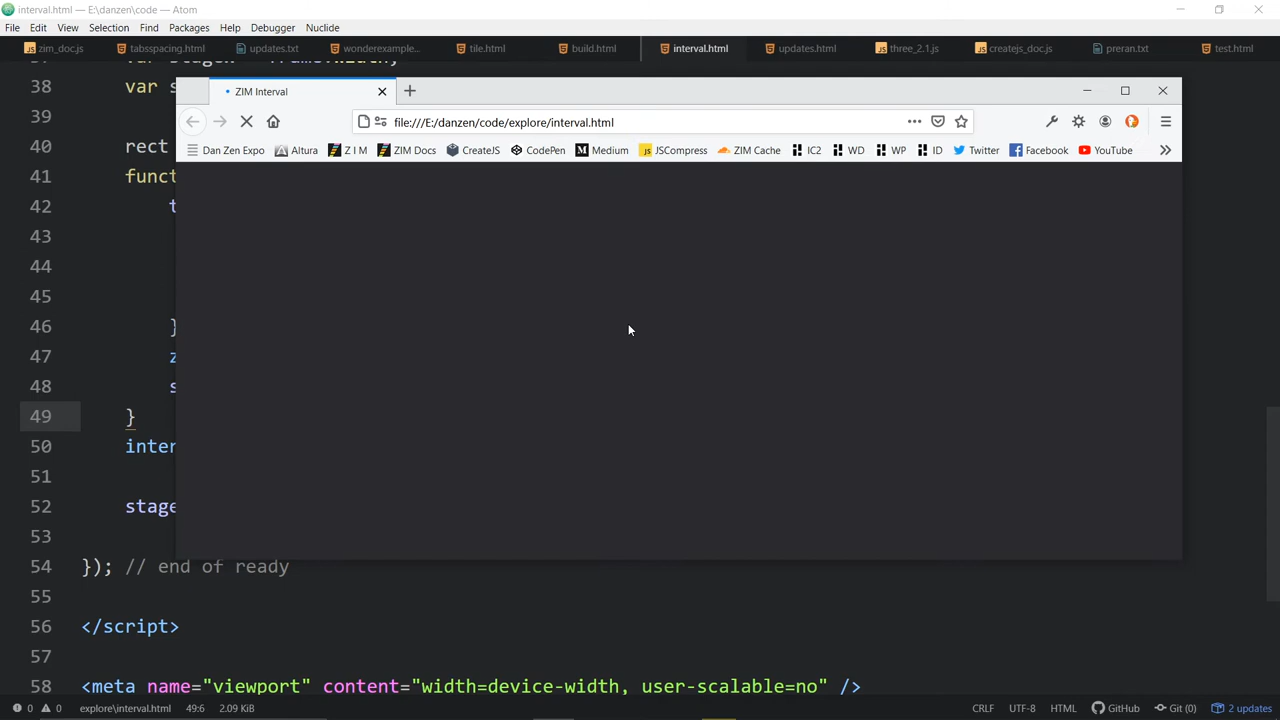 interval.html — E:\danzen\code — Atom
File Edit View Selection Find Packages Help Debugger Nuclide
zim_doc.js tabsspacing.html updates.txt wonderexample... tile.html build.html interval.html updates.html three_2.1.js createjs_doc.js preran.txt test.html
38 var s
ZIM Interval
39
file:///E:/danzen/code/explore/interval.html
40 rect
Dan Zen Expo Altura Z I M ZIM Docs CreateJS CodePen Medium JSCompress ZIM Cache IC2 WD WP ID Twitter Facebook YouTube
41 funct
42 t
43
44
45
46 }
47 z
48 s
49 }
50 inter
51
52 stage
53
54 }); // end of ready
55
56 </script>
57
58 <meta name="viewport" content="width=device-width, user-scalable=no" />
0 0 explore\interval.html 49:6 2.09 KiB CRLF UTF-8 HTML GitHub Git (0) 2 updates